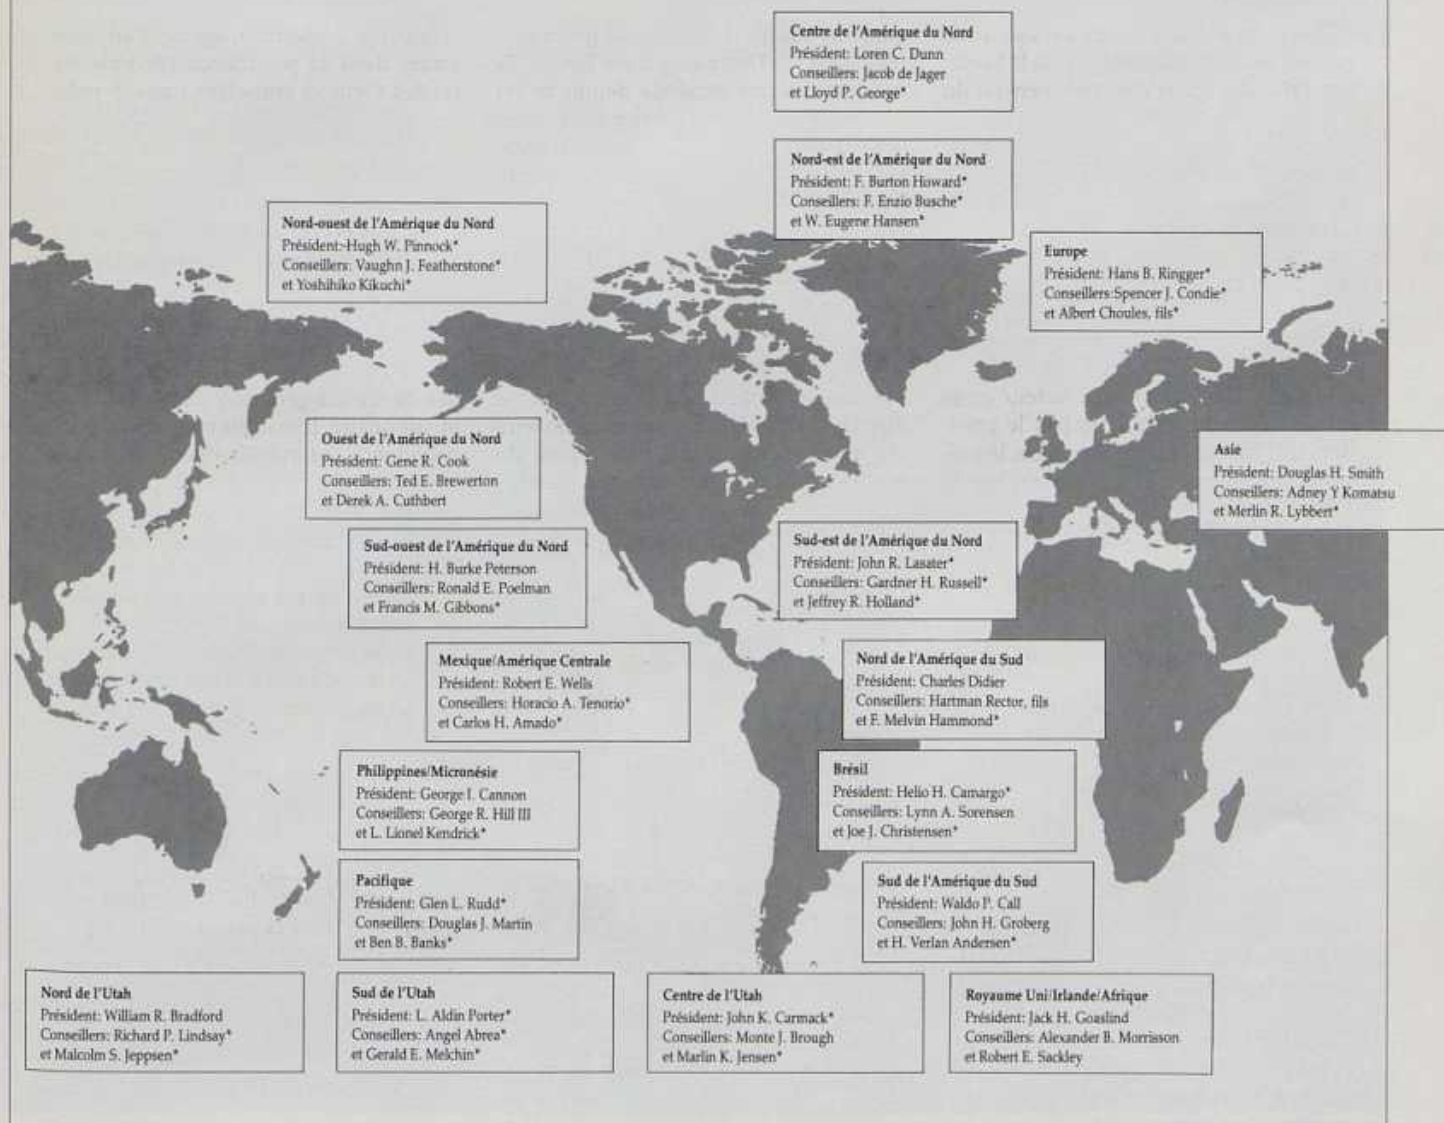 Centre de l'Amérique du Nord
Président: Loren C. Dunn
Conseillers: Jacob de Jager
et Lloyd P. George*
Nord-est de l'Amérique du Nord
Président: F. Burton Howard*
Conseillers: F. Enzio Busche*
et W. Eugene Hansen*
Nord-ouest de l'Amérique du Nord
Président: Hugh W. Pinnock*
Conseillers: Vaughn J. Featherstone*
et Yoshihiko Kikuchi*
Europe
Président: Hans B. Ringger*
Conseillers:Spencer J. Condie*
et Albert Choules, fils*
Ouest de l'Amérique du Nord
Président: Gene R. Cook
Conseillers: Ted E. Brewerton
et Derek A. Cuthbert
Asie
Président: Douglas H. Smith
Conseillers: Adney Y Komatsu
et Merlin R. Lybbert*
Sud-ouest de l'Amérique du Nord
Président: H. Burke Peterson
Conseillers: Ronald E. Poelman
et Francis M. Gibbons*
Sud-est de l'Amérique du Nord
Président: John R. Lasater*
Conseillers: Gardner H. Russell*
et Jeffrey R. Holland*
Mexique/Amérique Centrale
Président: Robert E. Wells
Conseillers: Horacio A. Tenorio*
et Carlos H. Amado*
Nord de l'Amérique du Sud
Président: Charles Didier
Conseillers: Hartman Rector, fils
et F. Melvin Hammond*
Philippines/Micronésie
Président: George I. Cannon
Conseillers: George R. Hill III
et L. Lionel Kendrick*
Brésil
Président: Helio H. Camargo*
Conseillers: Lynn A. Sorensen
et Joe J. Christensen*
Pacifique
Président: Glen L. Rudd*
Conseillers: Douglas J. Martin
et Ben B. Banks*
Sud de l'Amérique du Sud
Président: Waldo P. Call
Conseillers: John H. Groberg
et H. Verlan Andersen*
Nord de l'Utah
Président: William R. Bradford
Conseillers: Richard P. Lindsay*
et Malcolm S. Jeppsen*
Sud de l'Utah
Président: L. Aldin Porter*
Conseillers: Angel Abrea*
et Gerald E. Melchin*
Centre de l'Utah
Président: John K. Carmack*
Conseillers: Monte J. Brough
et Marlin K. Jensen*
Royaume Uni/Irlande/Afrique
Président: Jack H. Goaslind
Conseillers: Alexander B. Morrisson
et Robert E. Sackley